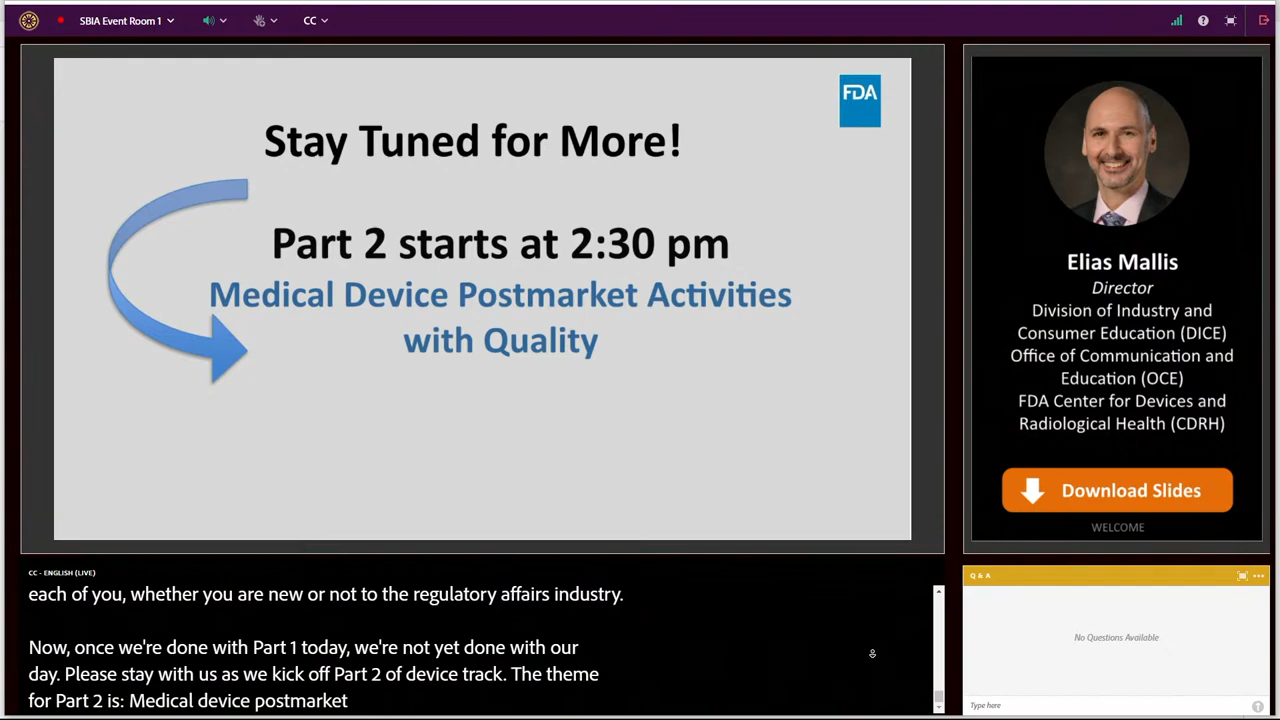 SBIA Event Room 1
CC
FDA
Stay Tuned for More!
Part 2 starts at 2:30 pm
Medical Device Postmarket Activities
with Quality
Elias Mallis
Director
Division of Industry and
Consumer Education (DICE)
Office of Communication and
Education (OCE)
FDA Center for Devices and
Radiological Health (CDRH)
Download Slides
WELCOME
CC - ENGLISH (LIVE)
each of you, whether you are new or not to the regulatory affairs industry.
Now, once we're done with Part 1 today, we're not yet done with our
day. Please stay with us as we kick off Part 2 of device track. The theme
for Part 2 is: Medical device postmarket
Q & A
No Questions Available
Type here